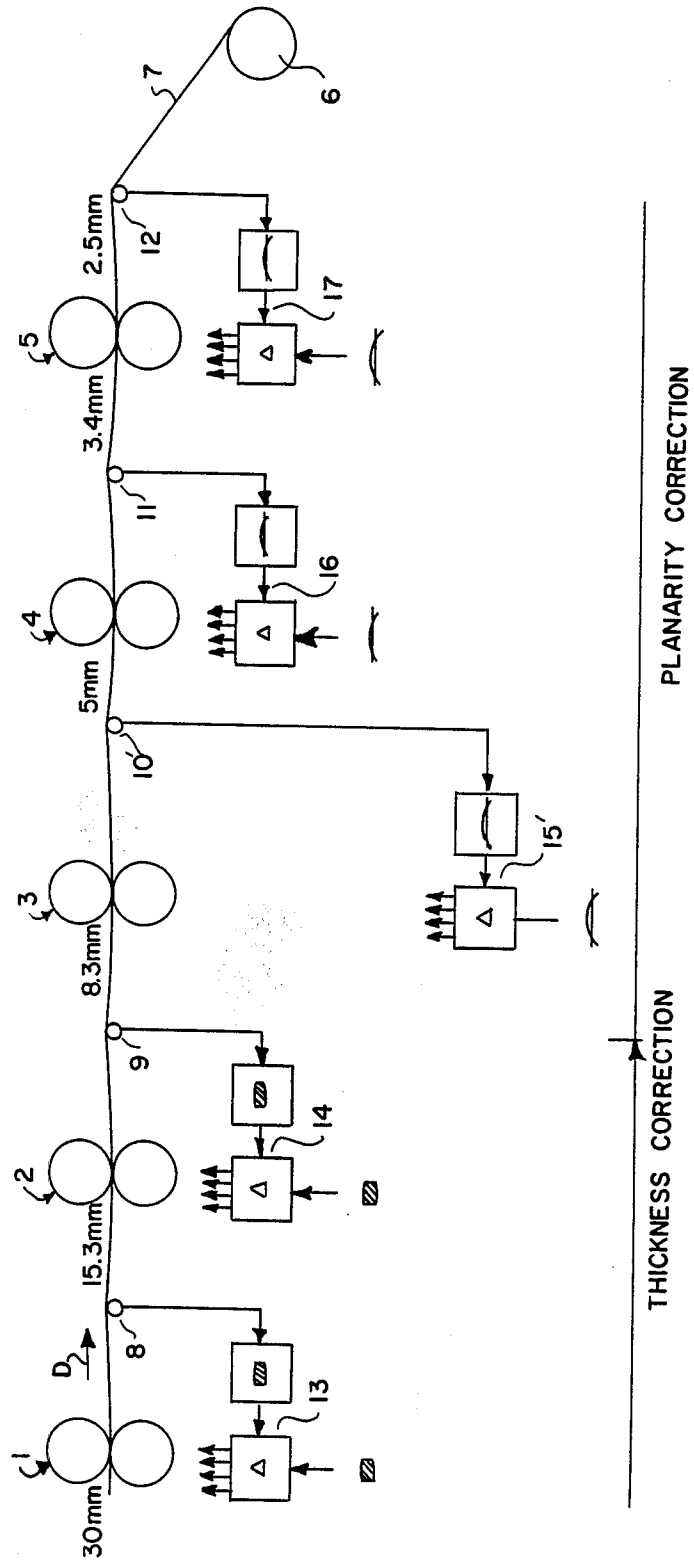 1
2
3
4
5
7
30mm
15.3mm
8.3mm
5mm
3.4mm
2.5mm
D
8
9
10'
11
12
6
13
14
16
17
15'
THICKNESS CORRECTION
PLANARITY CORRECTION